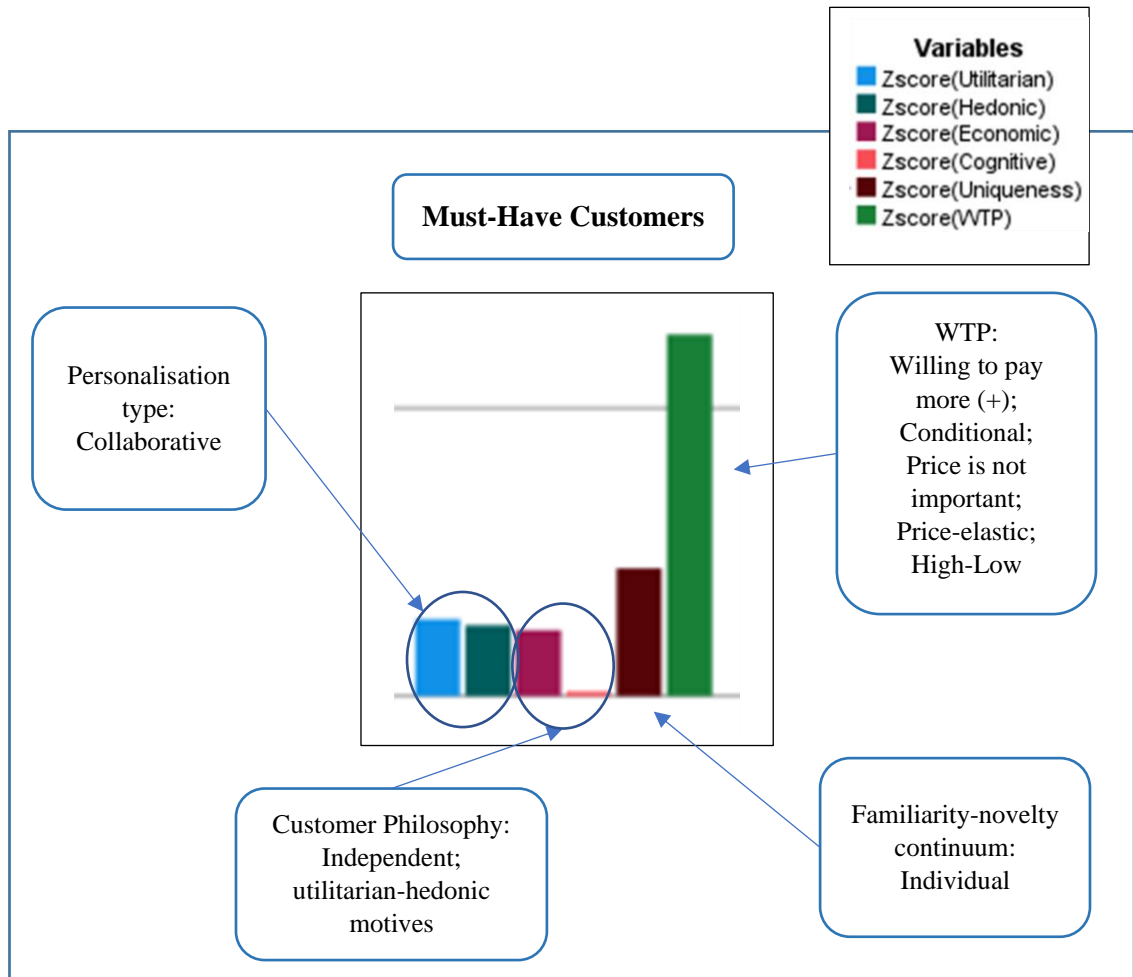 Variables
Zscore(Utilitarian)
Zscore(Hedonic)
Zscore(Economic)
Zscore(Cognitive)
Zscore(Uniqueness)
Zscore(WTP)
Must-Have Customers
Personalisation
type:
Collaborative
WTP:
Willing to pay
more (+);
Conditional;
Price is not
important;
Price-elastic;
High-Low
Customer Philosophy:
Independent;
utilitarian-hedonic
motives
Familiarity-novelty
continuum:
Individual